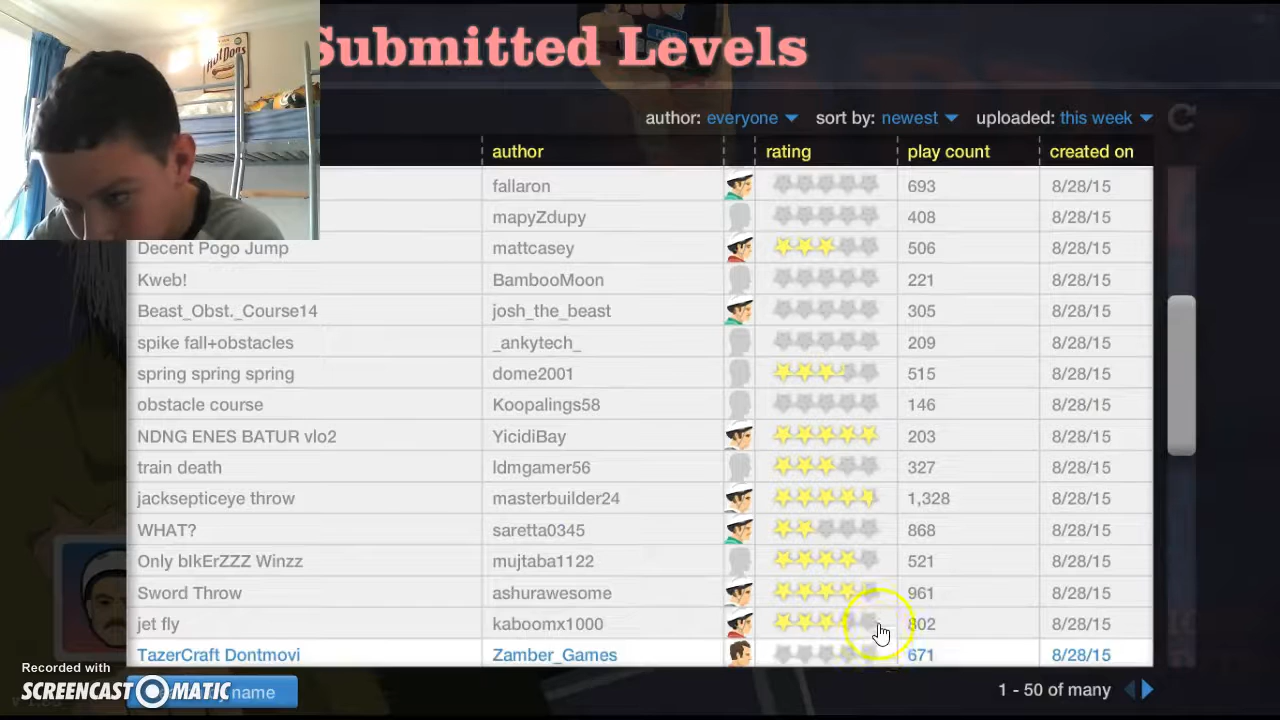 HOT DOGS
Submitted Levels
author: everyone sort by: newest uploaded: this week
author rating play count created on
fallaron 693 8/28/15
mapyZdupy 408 8/28/15
Decent Pogo Jump mattcasey 506 8/28/15
Kweb! BambooMoon 221 8/28/15
Beast_Obst._Course14 josh_the_beast 305 8/28/15
spike fall+obstacles _ankytech_ 209 8/28/15
spring spring spring dome2001 515 8/28/15
obstacle course Koopalings58 146 8/28/15
NDNG ENES BATUR vlo2 YicidiBay 203 8/28/15
train death ldmgamer56 327 8/28/15
jacksepticeye throw masterbuilder24 1,328 8/28/15
WHAT? saretta0345 868 8/28/15
Only bIkErZZZ Winzz mujtaba1122 521 8/28/15
Sword Throw ashurawesome 961 8/28/15
jet fly kaboomx1000 802 8/28/15
TazerCraft Dontmovi Zamber_Games 671 8/28/15
Recorded with
SCREENCAST MATIC
name
1 - 50 of many